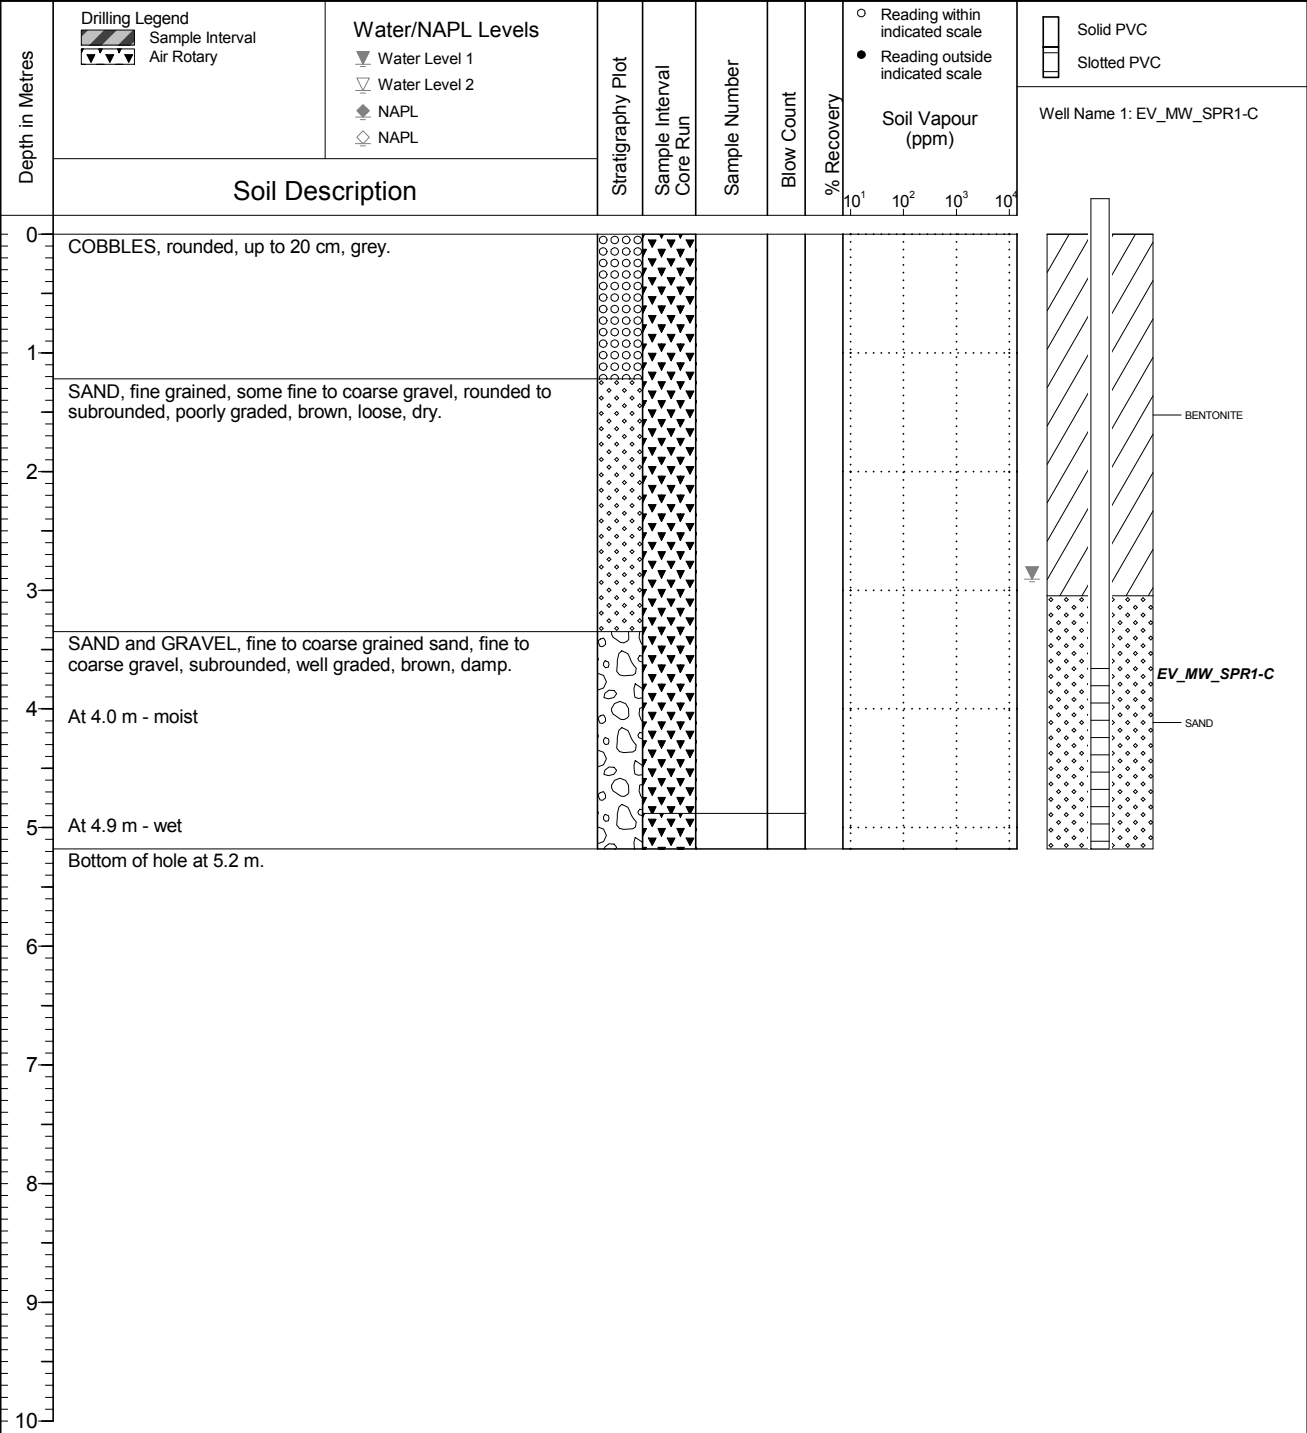 Depth in Metres
Drilling Legend
Sample Interval
Air Rotary
Water/NAPL Levels
Water Level 1
Water Level 2
NAPL
NAPL
Soil Description
Stratigraphy Plot
Sample Interval
Core Run
Sample Number
Blow Count
% Recovery
Reading within
indicated scale
Reading outside
indicated scale
Soil Vapour
(ppm)
10¹ 10² 10³ 10⁴
Solid PVC
Slotted PVC
Well Name 1: EV_MW_SPR1-C
0
COBBLES, rounded, up to 20 cm, grey.
1
SAND, fine grained, some fine to coarse gravel, rounded to
subrounded, poorly graded, brown, loose, dry.
BENTONITE
2
3
SAND and GRAVEL, fine to coarse grained sand, fine to
coarse gravel, subrounded, well graded, brown, damp.
EV_MW_SPR1-C
4
At 4.0 m - moist
SAND
5
At 4.9 m - wet
Bottom of hole at 5.2 m.
6
7
8
9
10